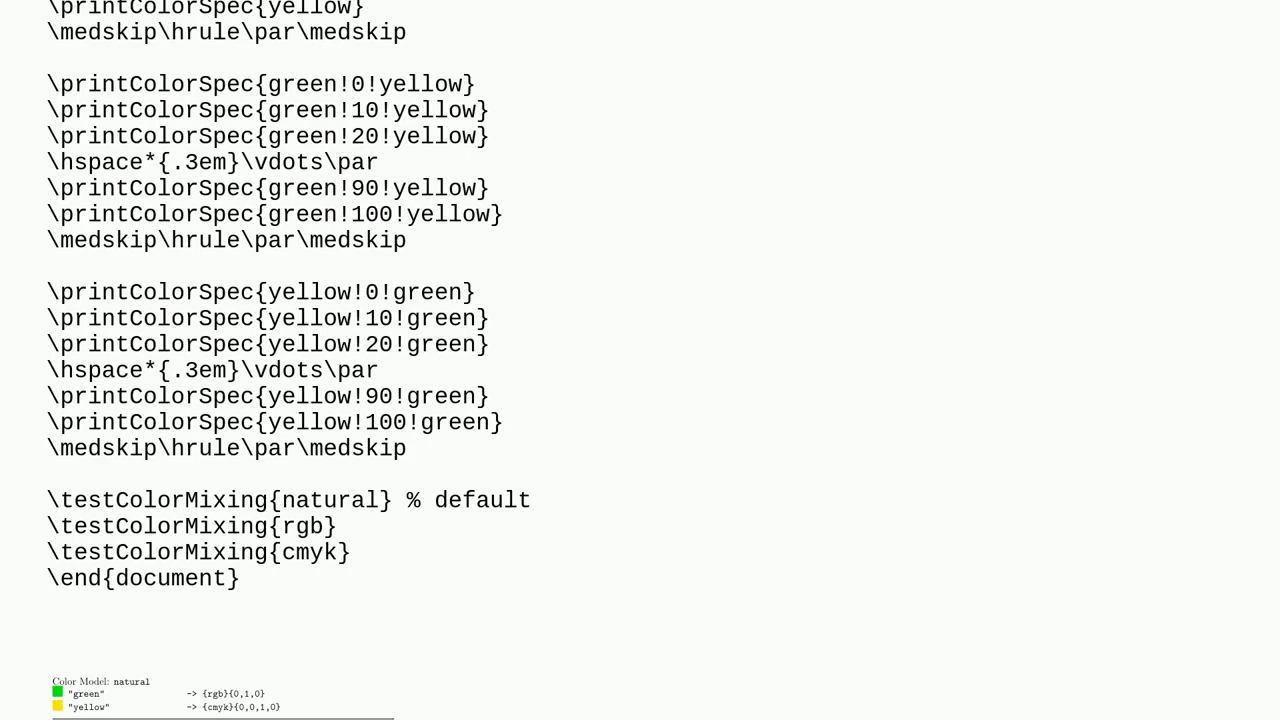 \printColorSpec{yellow}
\medskip\hrule\par\medskip
\printColorSpec{green!0!yellow}
\printColorSpec{green!10!yellow}
\printColorSpec{green!20!yellow}
\hspace*{.3em}\vdots\par
\printColorSpec{green!90!yellow}
\printColorSpec{green!100!yellow}
\medskip\hrule\par\medskip
\printColorSpec{yellow!0!green}
\printColorSpec{yellow!10!green}
\printColorSpec{yellow!20!green}
\hspace*{.3em}\vdots\par
\printColorSpec{yellow!90!green}
\printColorSpec{yellow!100!green}
\medskip\hrule\par\medskip
\testColorMixing{natural} % default
\testColorMixing{rgb}
\testColorMixing{cmyk}
\end{document}
Color Model: natural
"green" -> {rgb}{0,1,0}
"yellow" -> {cmyk}{0,0,1,0}